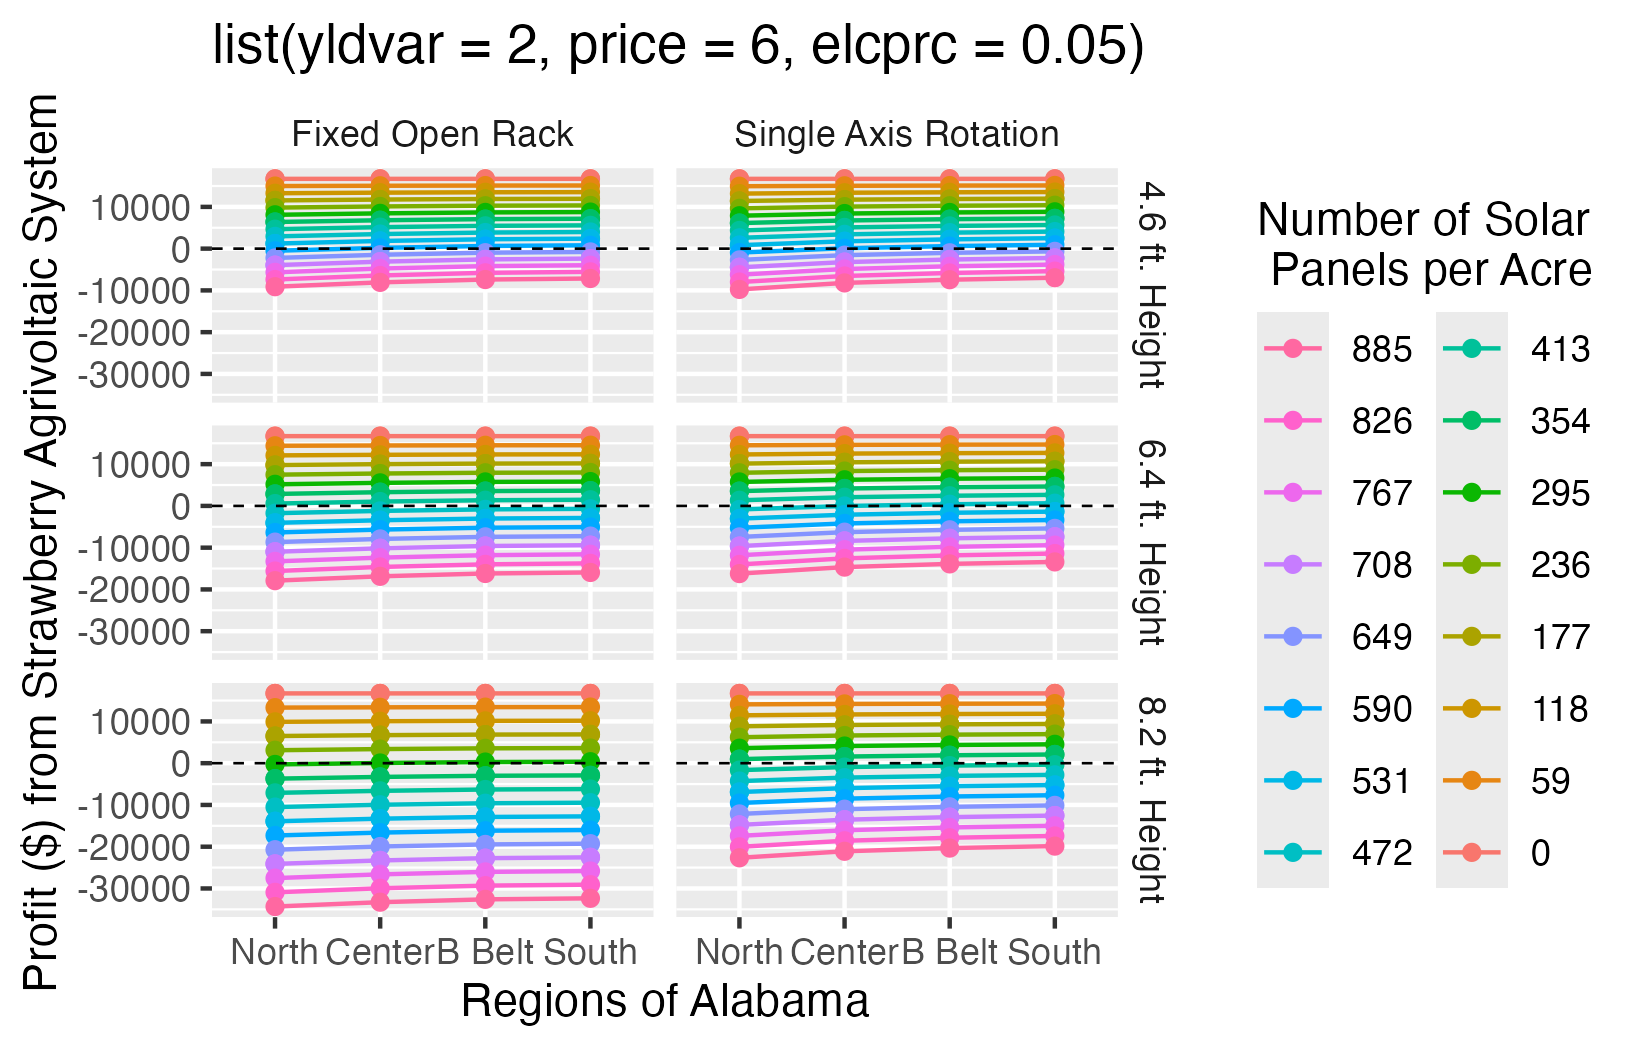 list(yldvar = 2, price = 6, elcprc = 0.05)
Profit ($) from Strawberry Agrivoltaic System
Fixed Open Rack
Single Axis Rotation
10000
0
-10000
-20000
-30000
4.6 ft. Height
10000
0
-10000
-20000
-30000
6.4 ft. Height
10000
0
-10000
-20000
-30000
8.2 ft. Height
North Center B Belt South
North Center B Belt South
Regions of Alabama
Number of Solar
Panels per Acre
885 413
826 354
767 295
708 236
649 177
590 118
531 59
472 0